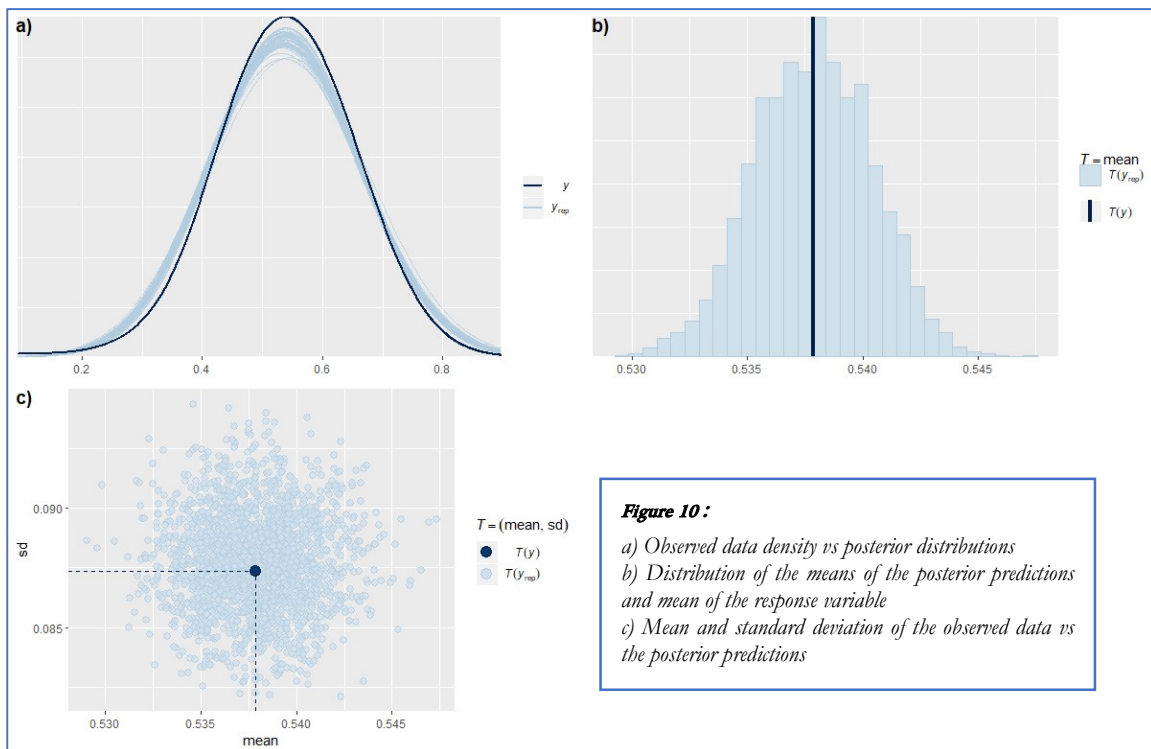 a)
y
yrep
0.2 0.4 0.6 0.8
b)
T = mean
T(yrep)
T(y)
0.530 0.535 0.540 0.545
c)
sd
0.090
0.085
0.530 0.535 0.540 0.545
mean
T = (mean, sd)
T(y)
T(yrep)
Figure 10 :
a) Observed data density vs posterior distributions
b) Distribution of the means of the posterior predictions
and mean of the response variable
c) Mean and standard deviation of the observed data vs
the posterior predictions